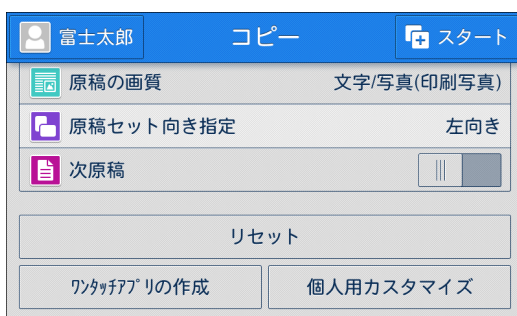 富士太郎 コピー スタート
原稿の画質 文字/写真(印刷写真)
原稿セット向き指定 左向き
次原稿
リセット
ﾜﾝﾀｯﾁｱﾌﾟﾘの作成 個人用カスタマイズ